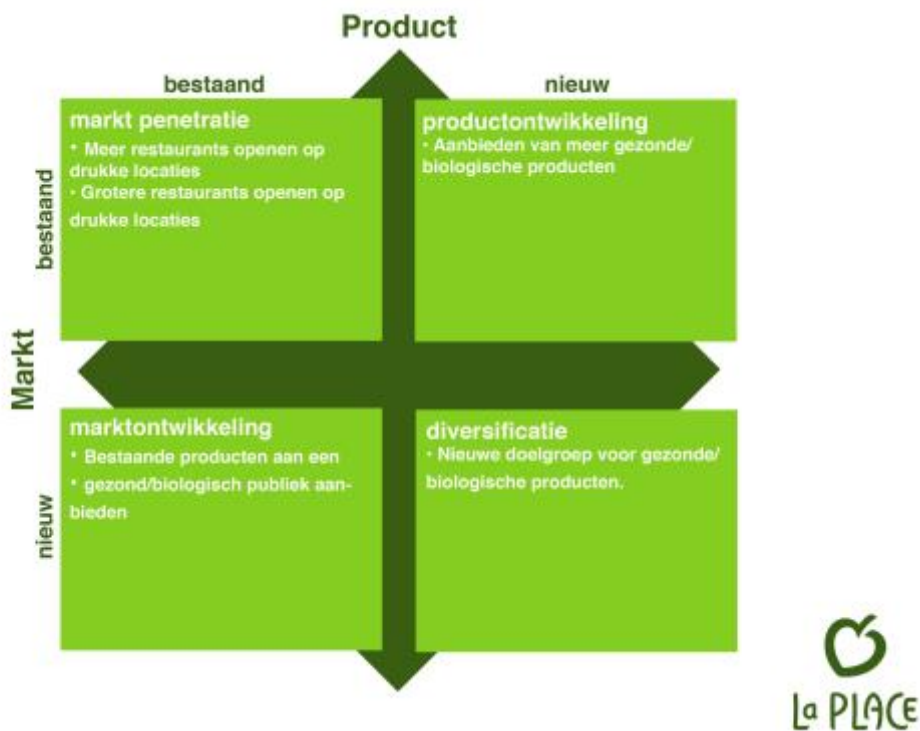 Product
bestaand
nieuw
markt penetratie
• Meer restaurants openen op
drukke locaties
• Grotere restaurants openen op
drukke locaties
productontwikkeling
• Aanbieden van meer gezonde/
biologische producten
bestaand
Markt
nieuw
marktontwikkeling
• Bestaande producten aan een
• gezond/biologisch publiek aan-
bieden
diversificatie
• Nieuwe doelgroep voor gezonde/
biologische producten.
La PLACE